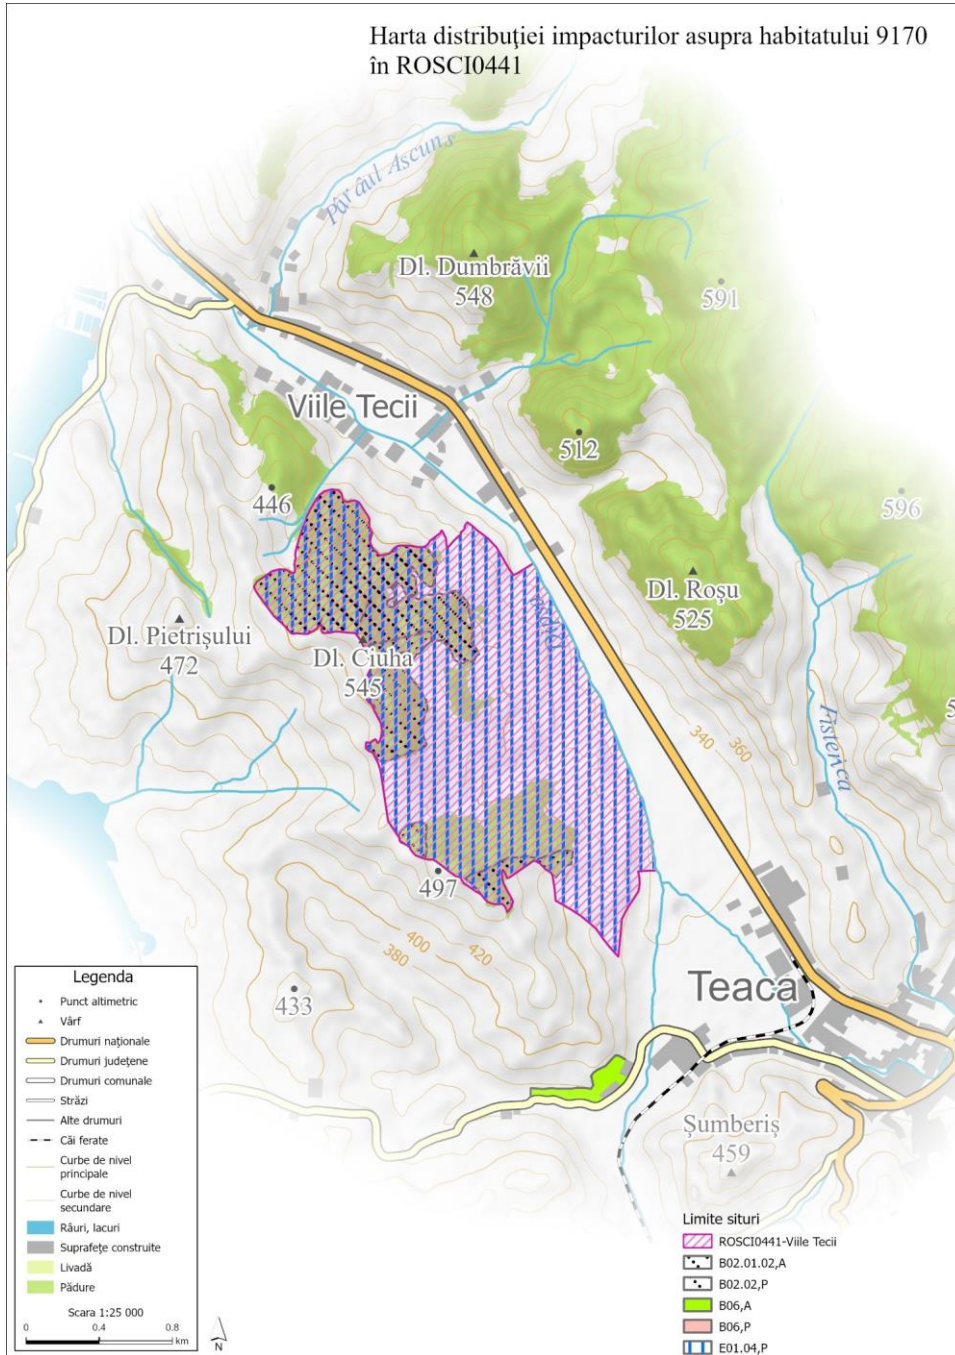 Harta distribuției impacturilor asupra habitatului 9170
în ROSCI0441
Pârâul Ascuns
Dl. Dumbrăvii
548
591
Viile Tecii
512
446
596
Dl. Roşu
525
Dl. Pietrişului
472
Dl. Ciuha
545
Fisterica
340
360
497
400
420
380
433
Teaca
Şumberiş
459
Legenda
Punct altimetric
Vârf
Drumuri naționale
Drumuri județene
Drumuri comunale
Străzi
Alte drumuri
Căi ferate
Curbe de nivel
principale
Curbe de nivel
secundare
Râuri, lacuri
Suprafețe construite
Livadă
Pădure
Scara 1:25 000
0 0.4 0.8
km
N
Limite situri
ROSCI0441-Viile Tecii
B02.01.02,A
B02.02,P
B06,A
B06,P
E01.04,P